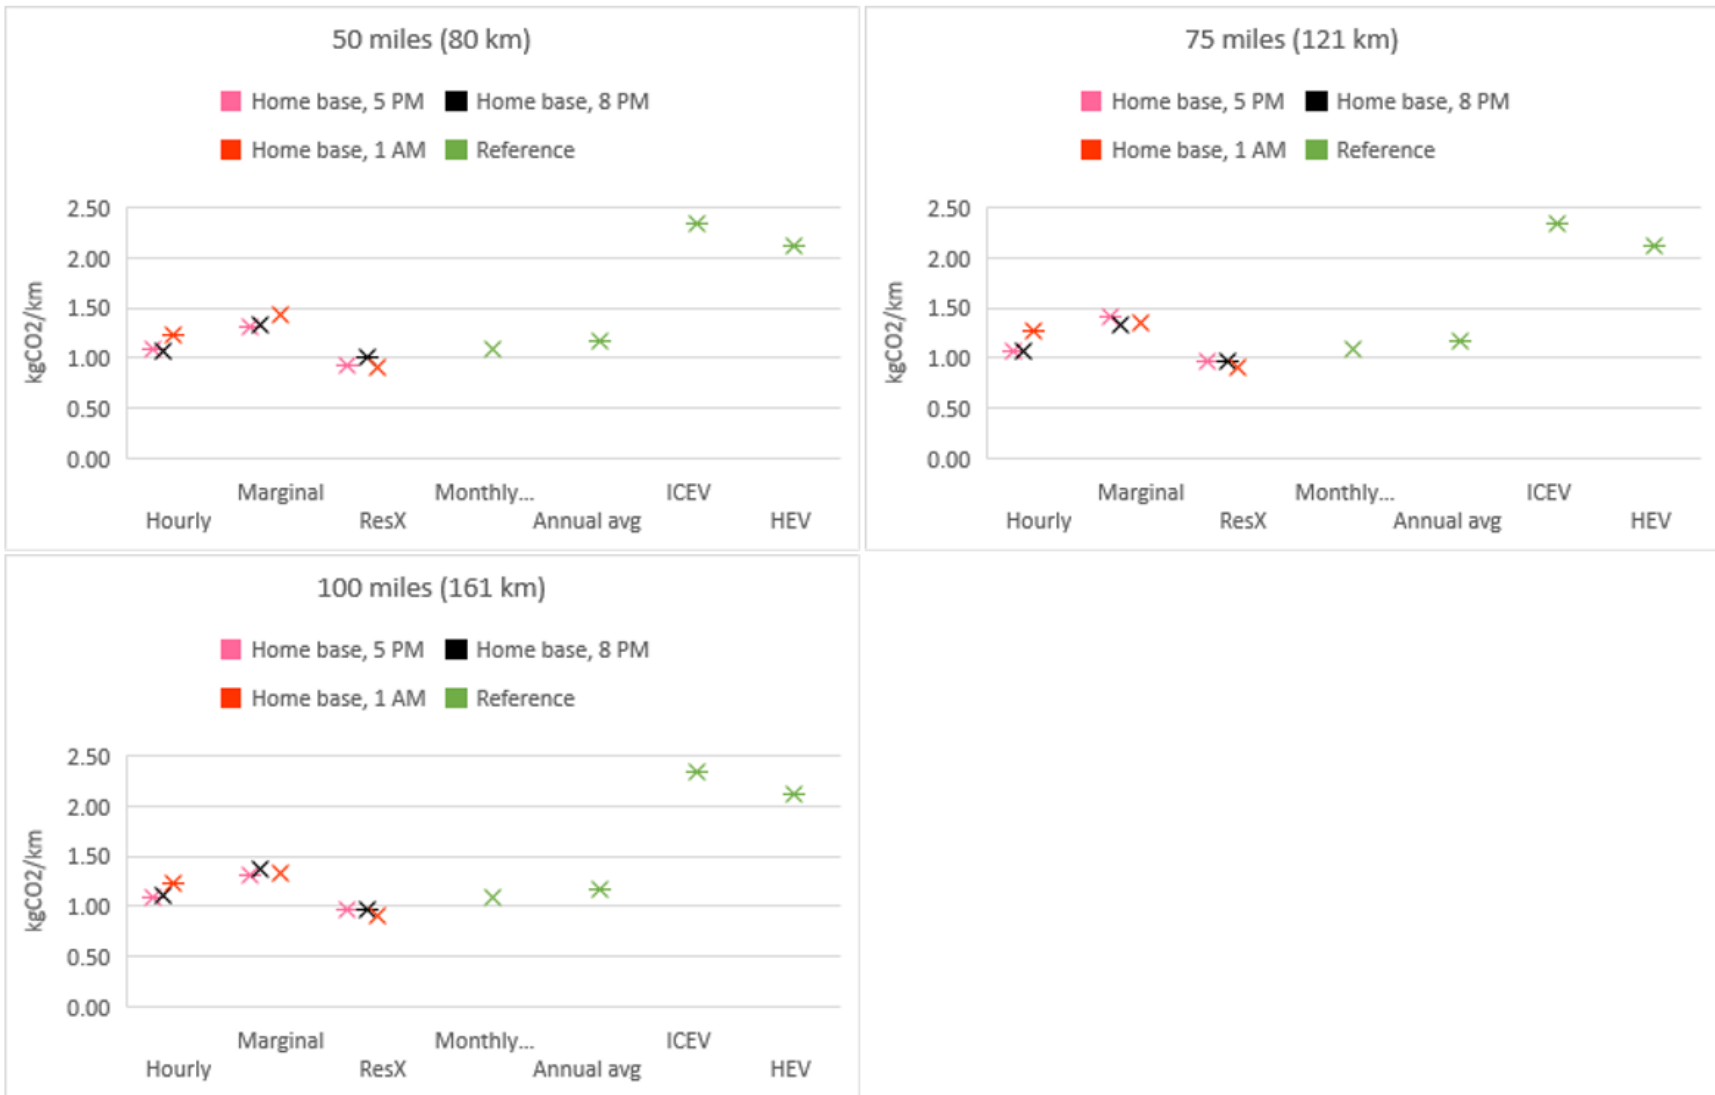 50 miles (80 km)
Home base, 5 PM Home base, 8 PM
Home base, 1 AM Reference
kgCO2/km
2.50
2.00
1.50
1.00
0.50
0.00
Marginal Monthly... ICEV
Hourly ResX Annual avg HEV
75 miles (121 km)
Home base, 5 PM Home base, 8 PM
Home base, 1 AM Reference
kgCO2/km
2.50
2.00
1.50
1.00
0.50
0.00
Marginal Monthly... ICEV
Hourly ResX Annual avg HEV
100 miles (161 km)
Home base, 5 PM Home base, 8 PM
Home base, 1 AM Reference
kgCO2/km
2.50
2.00
1.50
1.00
0.50
0.00
Marginal Monthly... ICEV
Hourly ResX Annual avg HEV